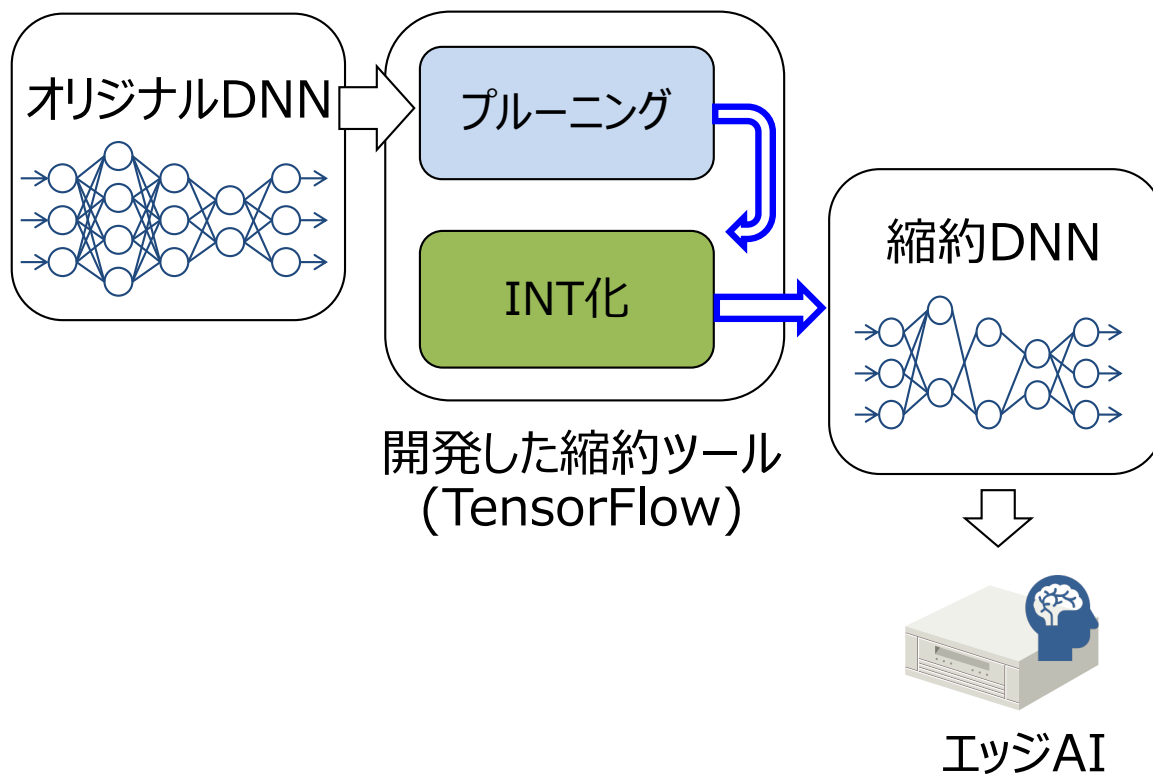 オリジナルDNN
プルーニング
INT化
開発した縮約ツール
(TensorFlow)
縮約DNN
エッジAI